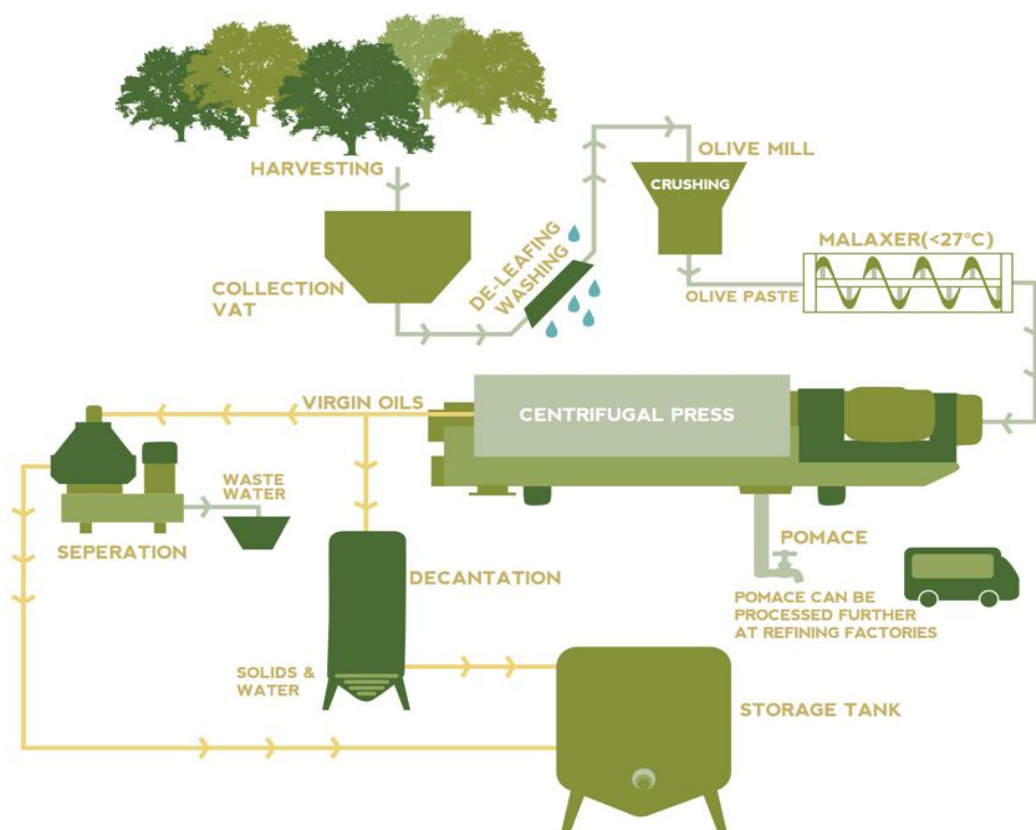 HARVESTING
COLLECTION
VAT
DE-LEAFING
WASHING
OLIVE MILL
CRUSHING
OLIVE PASTE
MALAXER(<27°C)
CENTRIFUGAL PRESS
VIRGIN OILS
WASTE
WATER
SEPERATION
DECANTATION
SOLIDS &
WATER
POMACE
POMACE CAN BE
PROCESSED FURTHER
AT REFINING FACTORIES
STORAGE TANK